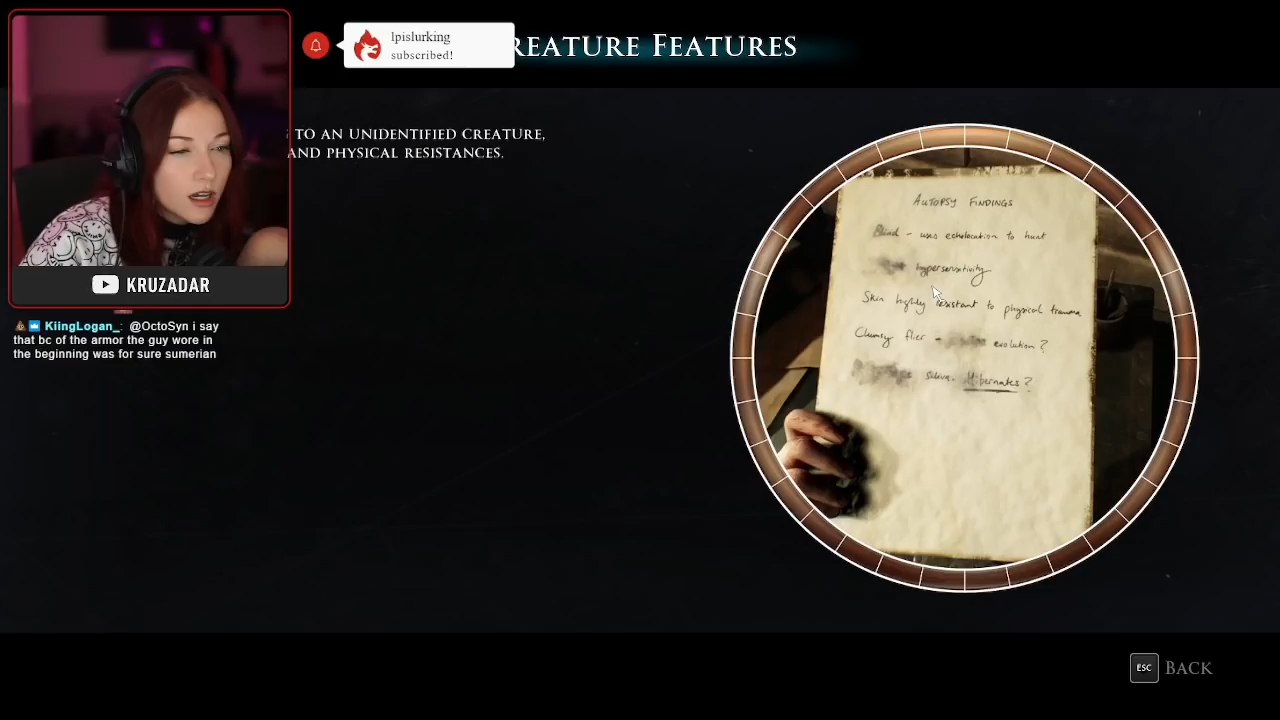 lpislurking
subscribed!
REATURE FEATURES
TO AN UNIDENTIFIED CREATURE,
AND PHYSICAL RESISTANCES.
KRUZADAR
KiingLogan_: @OctoSyn i say
that bc of the armor the guy wore in
the beginning was for sure sumerian
AUTOPSY FINDINGS
Blind - uses echolocation to hunt
hypersensitivity
Skin highly resistant to physical trauma
Clumsy flier - evolution?
saliva. Hibernates?
ESC BACK